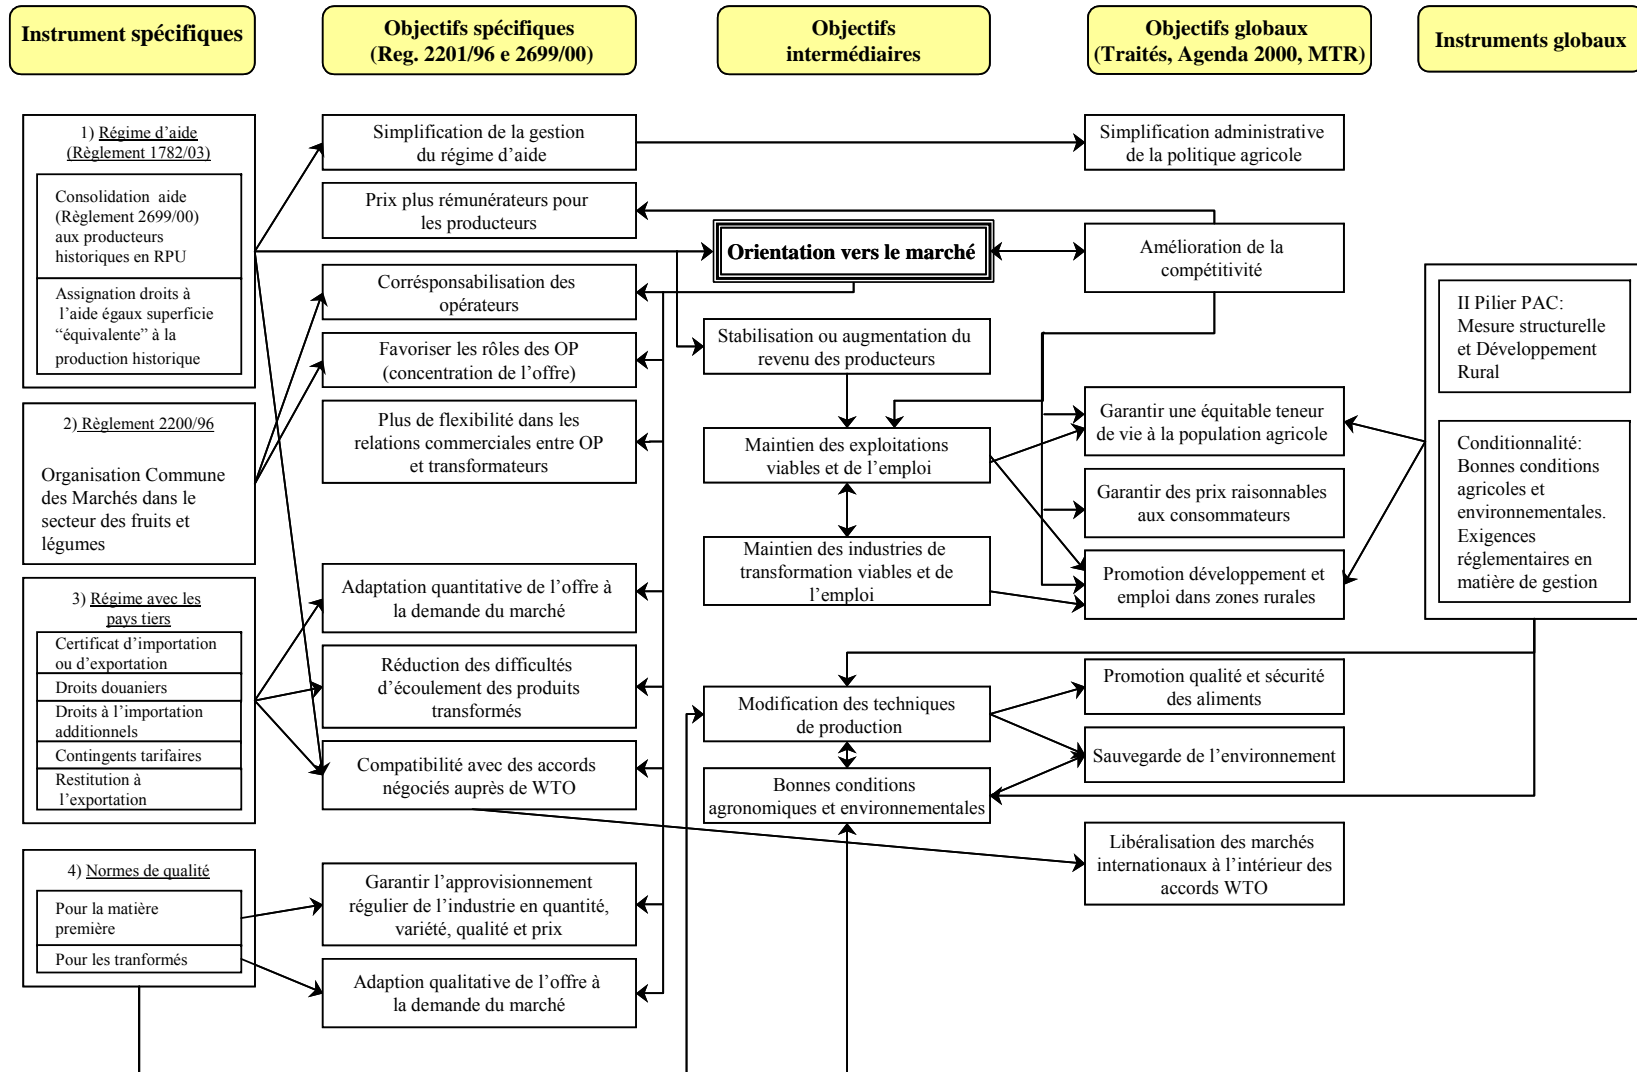 Instrument spécifiques
Objectifs spécifiques
(Reg. 2201/96 e 2699/00)
Objectifs
intermédiaires
Objectifs globaux
(Traités, Agenda 2000, MTR)
Instruments globaux
1) Régime d’aide
(Règlement 1782/03)
Consolidation aide
(Règlement 2699/00)
aux producteurs
historiques en RPU
Assignation droits à
l’aide égaux superficie
“équivalente” à la
production historique
2) Règlement 2200/96
Organisation Commune
des Marchés dans le
secteur des fruits et
légumes
3) Régime avec les
pays tiers
Certificat d’importation
ou d’exportation
Droits douaniers
Droits à l’importation
additionnels
Contingents tarifaires
Restitution à
l’exportation
4) Normes de qualité
Pour la matière
première
Pour les tranformés
Simplification de la gestion
du régime d’aide
Prix plus rémunérateurs pour
les producteurs
Corrésponsabilisation des
opérateurs
Favoriser les rôles des OP
(concentration de l’offre)
Plus de flexibilité dans les
relations commerciales entre OP
et transformateurs
Adaptation quantitative de l’offre à
la demande du marché
Réduction des difficultés
d’écoulement des produits
transformés
Compatibilité avec des accords
négociés auprès de WTO
Garantir l’approvisionnement
régulier de l’industrie en quantité,
variété, qualité et prix
Adaption qualitative de l’offre à
la demande du marché
Orientation vers le marché
Stabilisation ou augmentation du
revenu des producteurs
Maintien des exploitations
viables et de l’emploi
Maintien des industries de
transformation viables et de
l’emploi
Modification des techniques
de production
Bonnes conditions
agronomiques et environnementales
Simplification administrative
de la politique agricole
Amélioration de la
compétitivité
Garantir une équitable teneur
de vie à la population agricole
Garantir des prix raisonnables
aux consommateurs
Promotion développement et
emploi dans zones rurales
Promotion qualité et sécurité
des aliments
Sauvegarde de l’environnement
Libéralisation des marchés
internationaux à l’intérieur des
accords WTO
II Pilier PAC:
Mesure structurelle
et Développement
Rural
Conditionnalité:
Bonnes conditions
agricoles et
environnementales.
Exigences
réglementaires en
matière de gestion